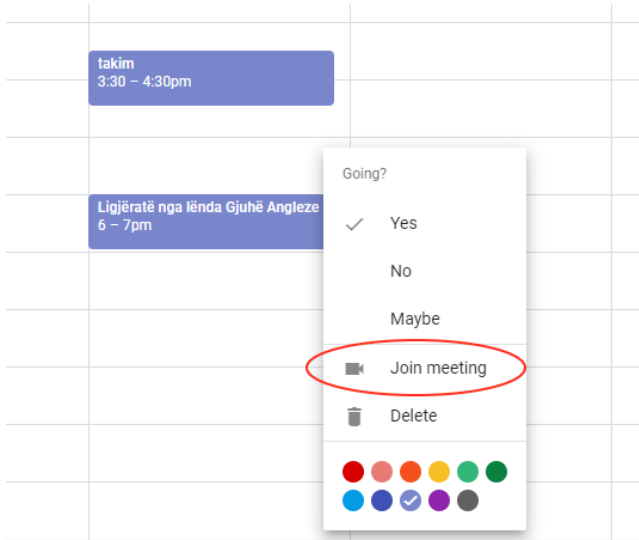 takim
3:30 – 4:30pm
Ligjëratë nga lënda Gjuhë Angleze
6 – 7pm
Going?
Yes
No
Maybe
Join meeting
Delete